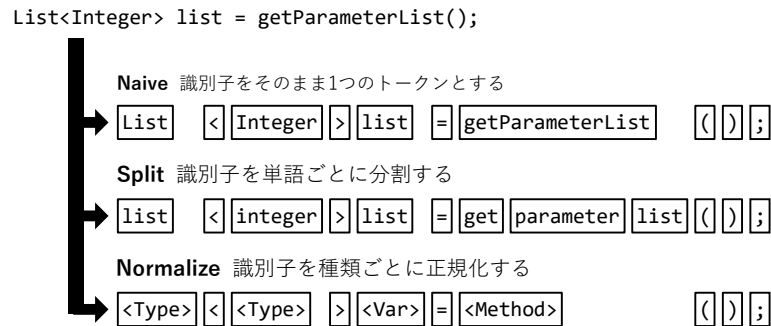 List<Integer> list = getParameterList();
Naive 識別子をそのまま1つのトークンとする
List < Integer > list = getParameterList ( ) ;
Split 識別子を単語ごとに分割する
list < integer > list = get parameter list ( ) ;
Normalize 識別子を種類ごとに正規化する
<Type> < <Type> > <Var> = <Method> ( ) ;